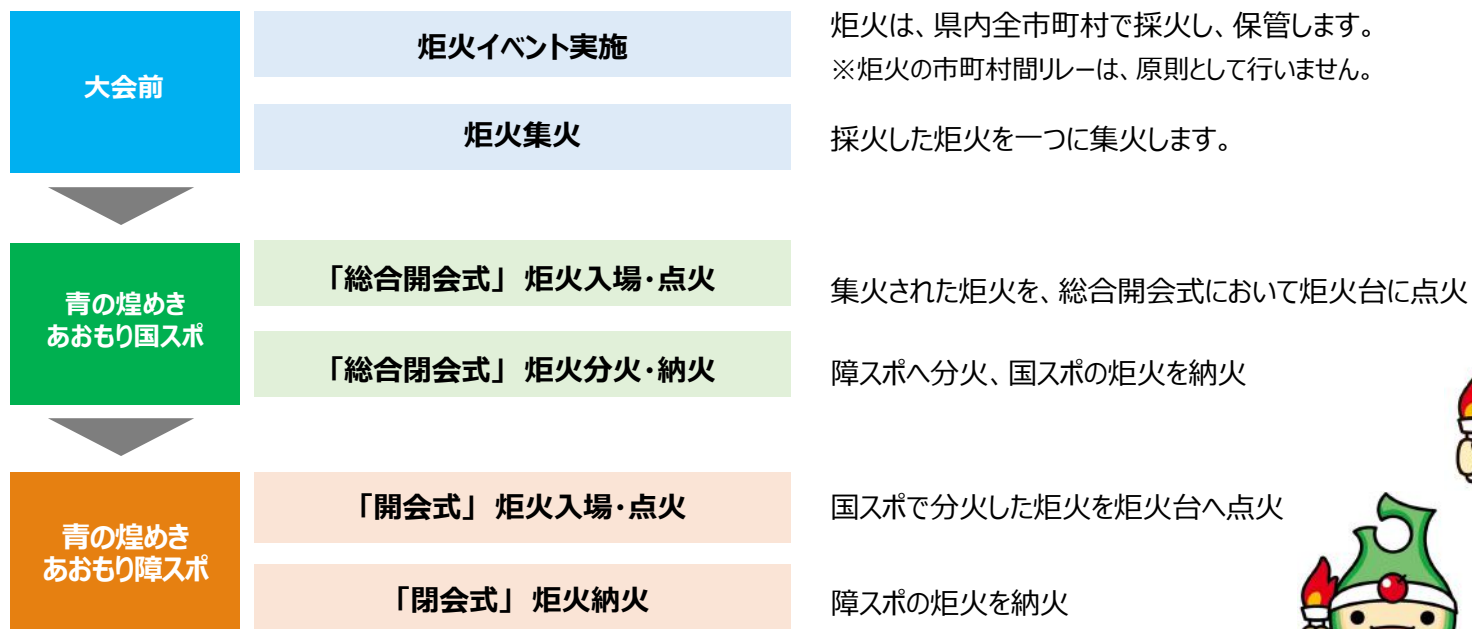 大会前
炬火イベント実施
炬火は、県内全市町村で採火し、保管します。
※炬火の市町村間リレーは、原則として行いません。
炬火集火
採火した炬火を一つに集火します。
青の煌めき
あおもり国スポ
「総合開会式」 炬火入場・点火
集火された炬火を、総合開会式において炬火台に点火
「総合閉会式」 炬火分火・納火
障スポへ分火、国スポの炬火を納火
青の煌めき
あおもり障スポ
「開会式」 炬火入場・点火
国スポで分火した炬火を炬火台へ点火
「閉会式」 炬火納火
障スポの炬火を納火